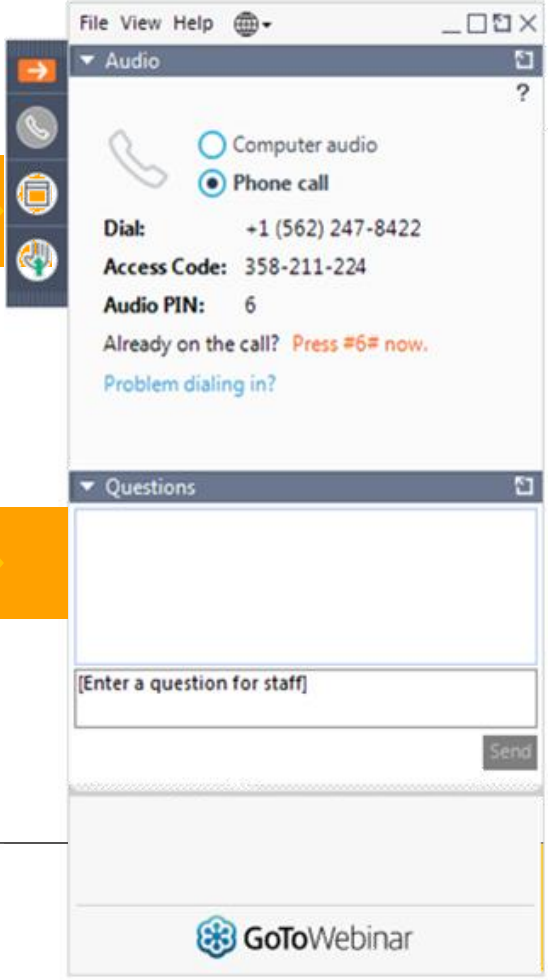 File View Help
Audio
?
Computer audio
Phone call
Dial: +1 (562) 247-8422
Access Code: 358-211-224
Audio PIN: 6
Already on the call? Press #6# now.
Problem dialing in?
Questions
[Enter a question for staff]
Send
GoToWebinar